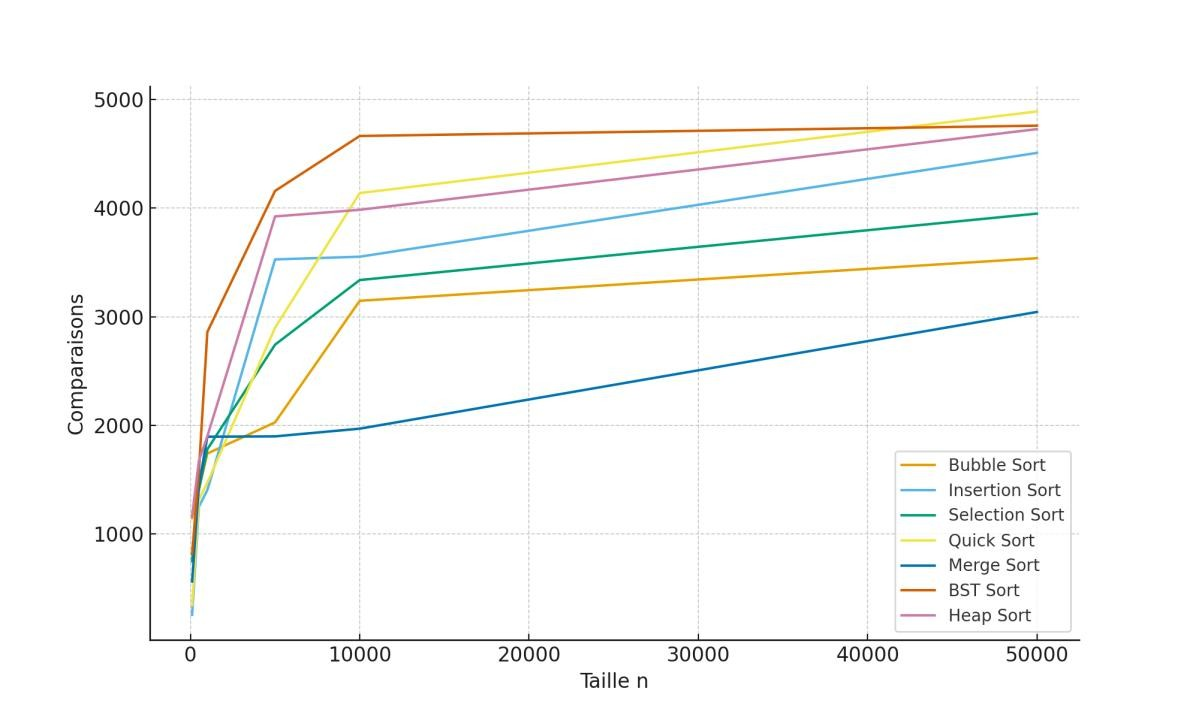 5000
4000
3000
2000
1000
Comparaisons
0 10000 20000 30000 40000 50000
Taille n
Bubble Sort
Insertion Sort
Selection Sort
Quick Sort
Merge Sort
BST Sort
Heap Sort